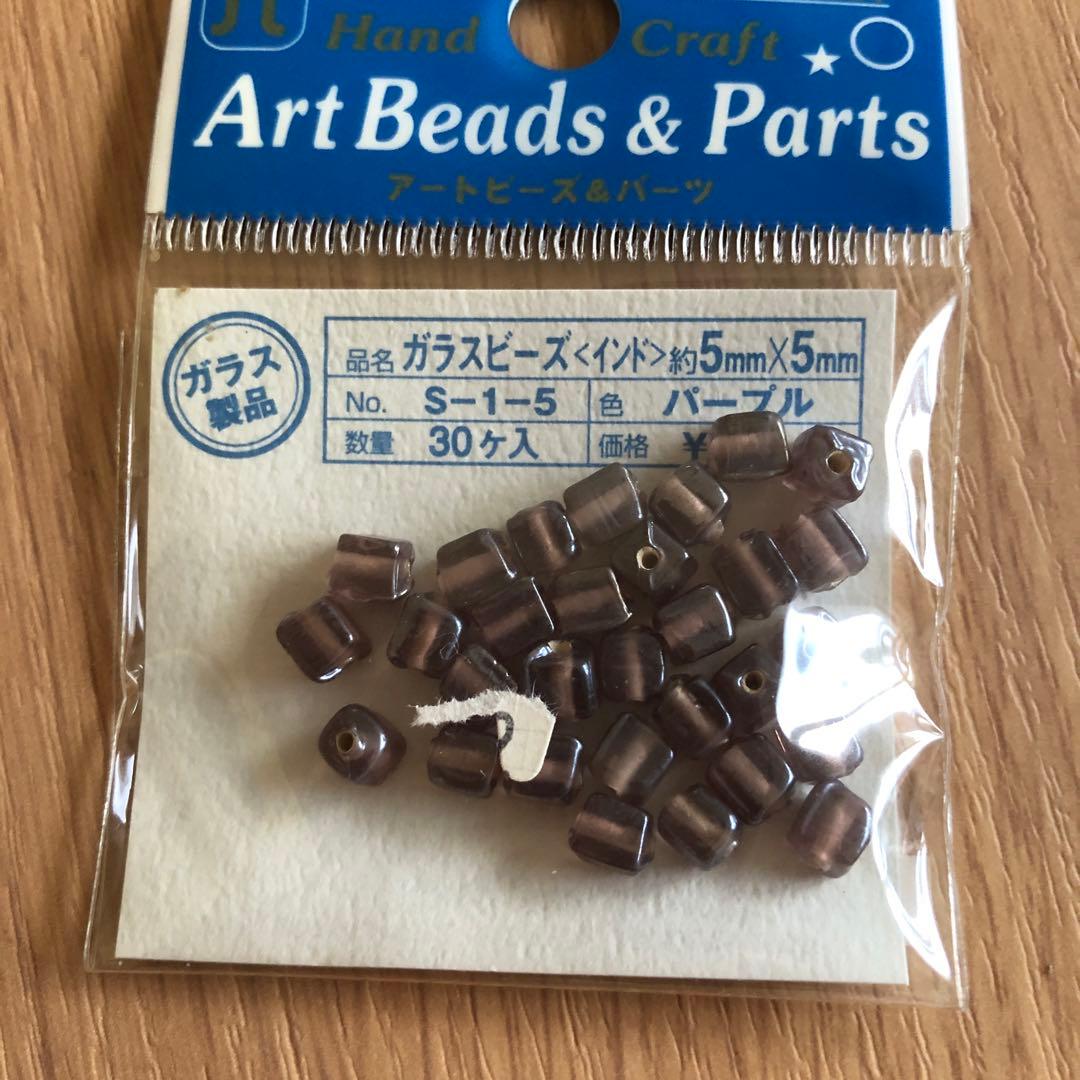 Hand Craft
Art Beads & Parts
アートビーズ&パーツ
ガラス
製品
品名 ガラスビーズ<インド>約5mm×5mm
No. S-1-5 色 パープル
数量 30ケ入 価格 ¥